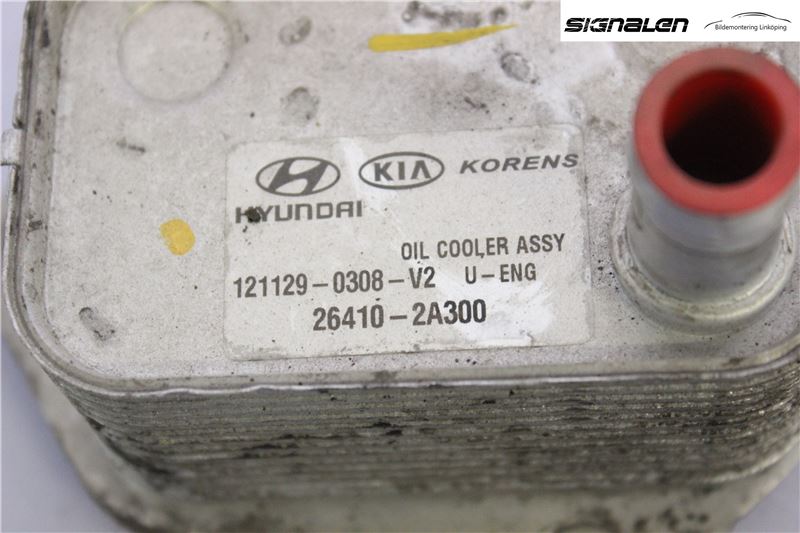 SIGNALEN
Bildemontering Linköping
KIA KORENS
HYUNDAI
OIL COOLER ASSY
121129-0308-V2 U-ENG
26410-2A300